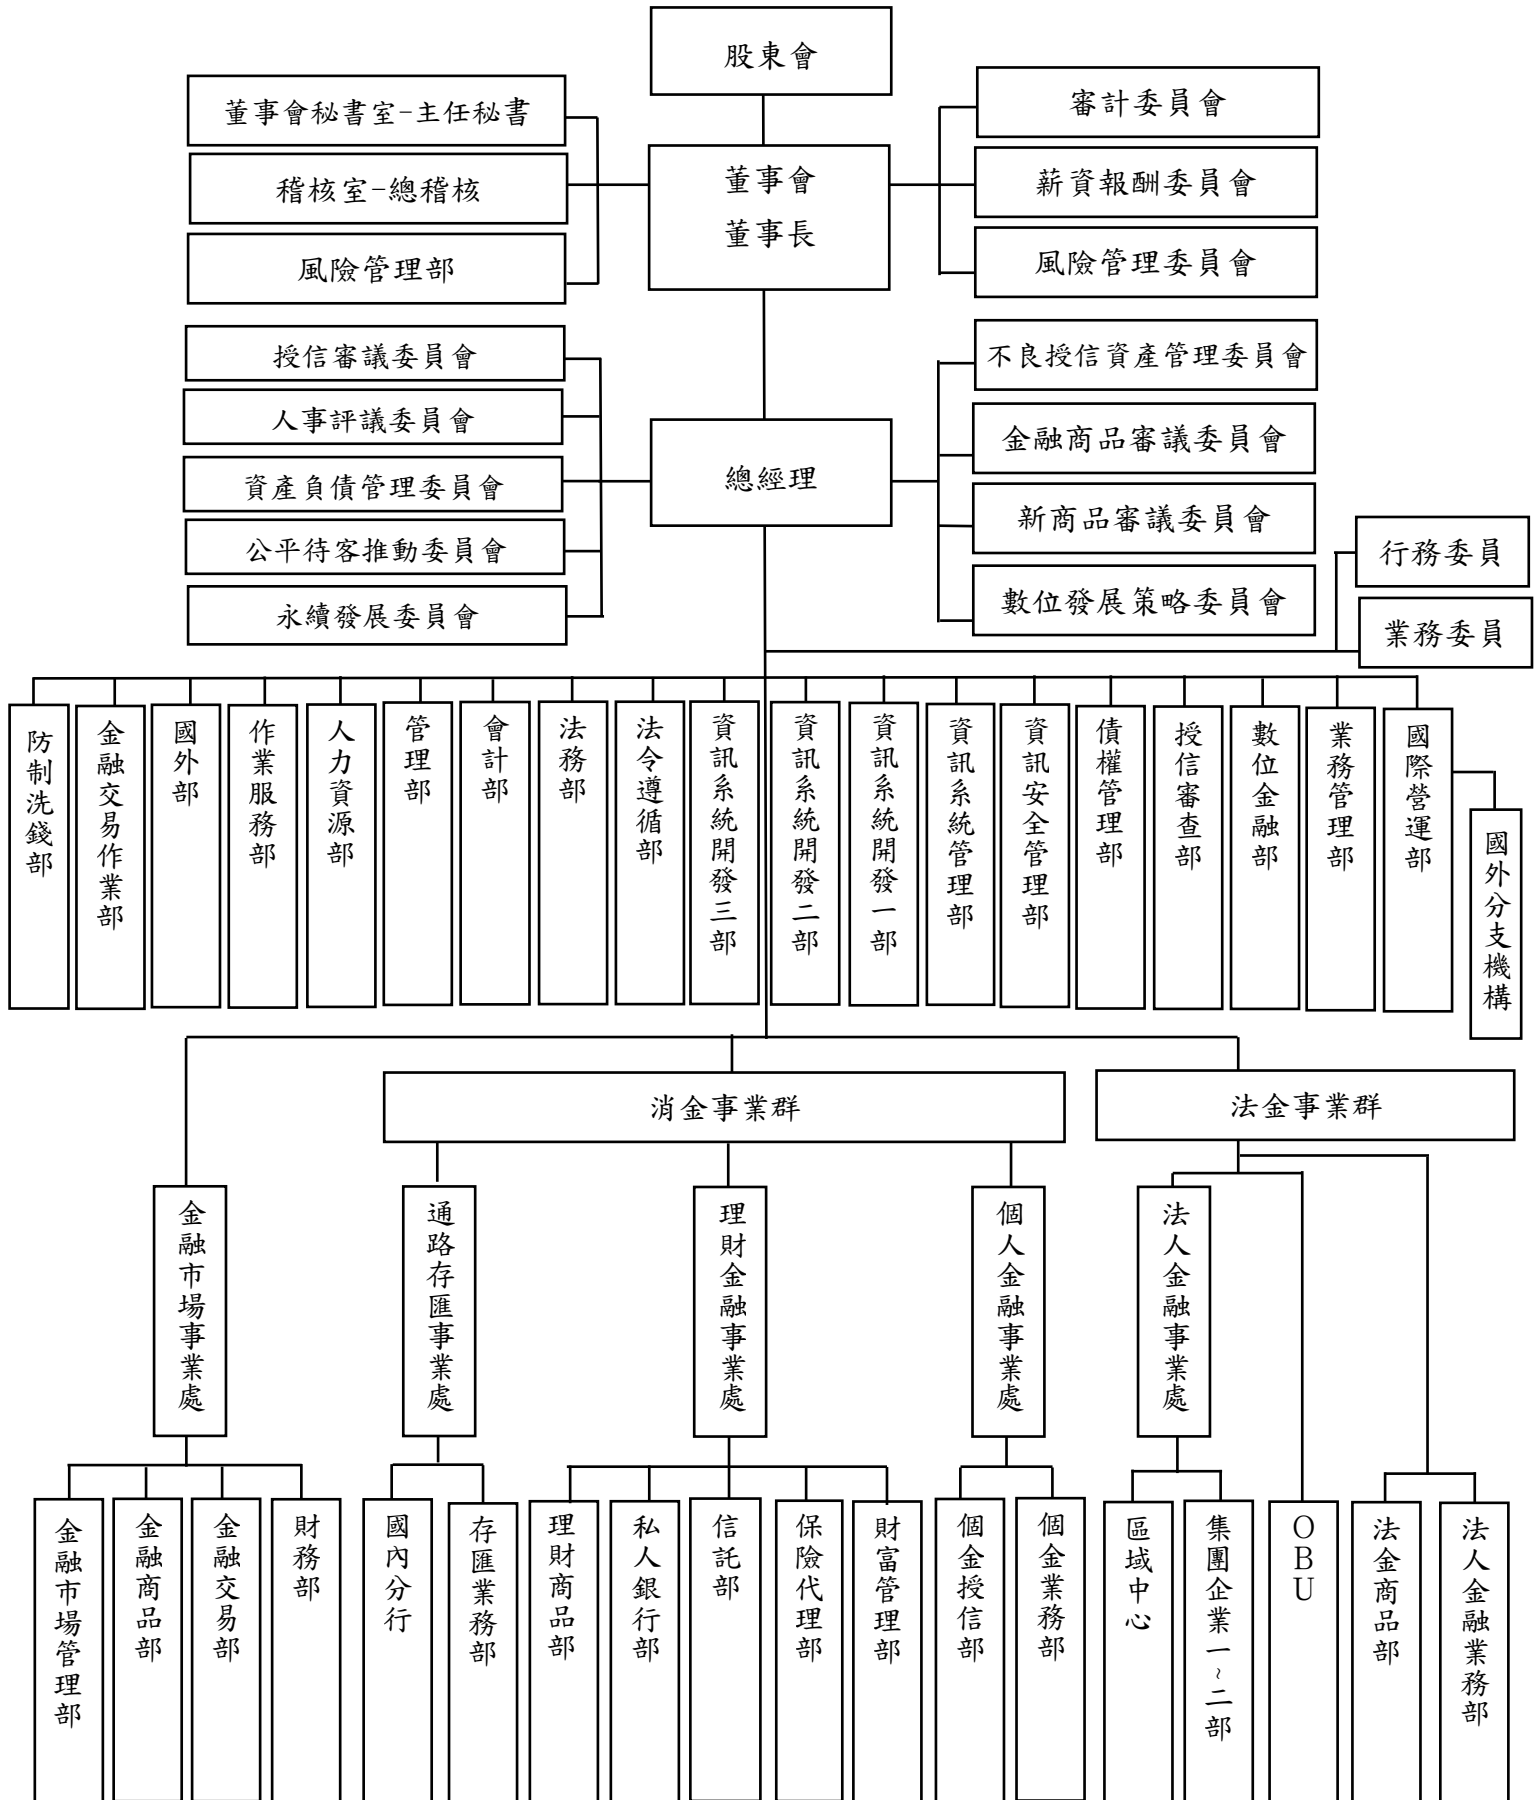 股東會
董事會秘書室-主任秘書
稽核室-總稽核
風險管理部
董事會
董事長
審計委員會
薪資報酬委員會
風險管理委員會
授信審議委員會
人事評議委員會
資產負債管理委員會
公平待客推動委員會
永續發展委員會
總經理
不良授信資產管理委員會
金融商品審議委員會
新商品審議委員會
數位發展策略委員會
行務委員
業務委員
防制洗錢部
金融交易作業部
國外部
作業服務部
人力資源部
管理部
會計部
法務部
法令遵循部
資訊系統開發三部
資訊系統開發二部
資訊系統開發一部
資訊系統管理部
資訊安全管理部
債權管理部
授信審查部
數位金融部
業務管理部
國際營運部
國外分支機構
消金事業群
法金事業群
金融市場事業處
通路存匯事業處
理財金融事業處
個人金融事業處
法人金融事業處
金融市場管理部
金融商品部
金融交易部
財務部
國內分行
存匯業務部
理財商品部
私人銀行部
信託部
保險代理部
財富管理部
個金授信部
個金業務部
區域中心
集團企業一~二部
OBU
法金商品部
法人金融業務部